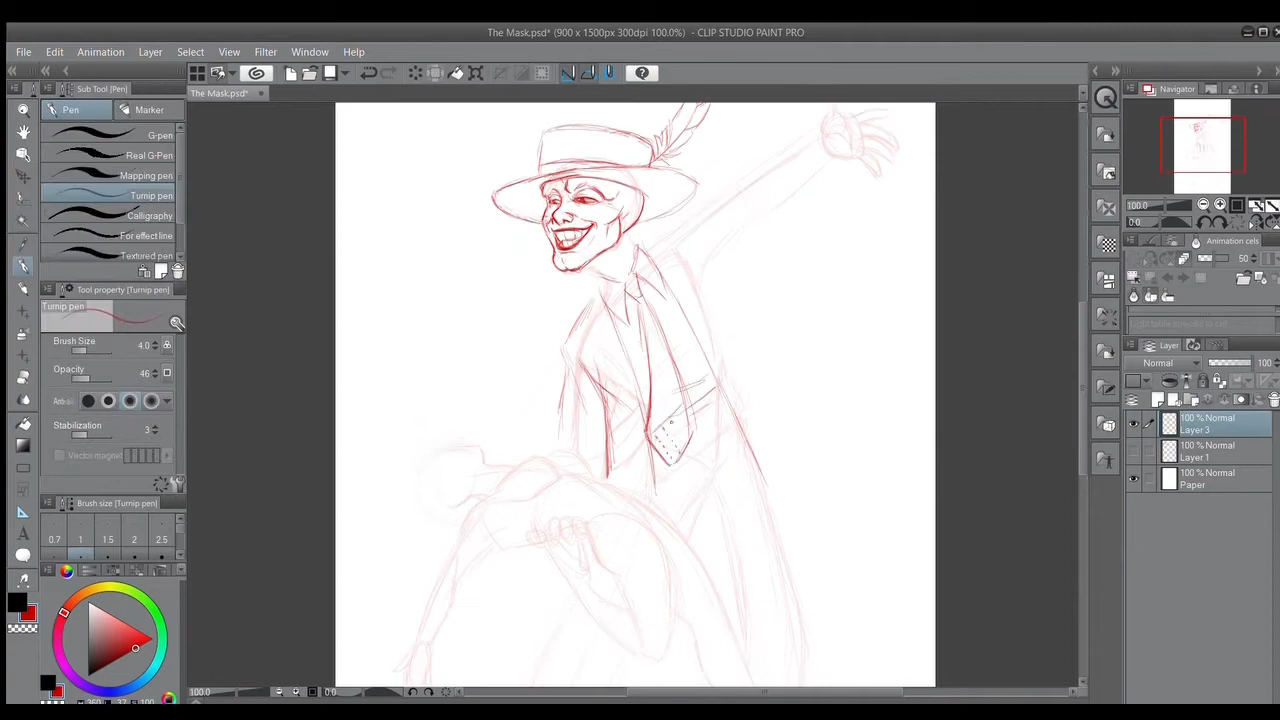 The Mask.psd* (900 x 1500px 300dpi 100.0%) - CLIP STUDIO PAINT PRO
File Edit Animation Layer Select View Filter Window Help
Sub Tool [Pen]
The Mask.psd*
Navigator
Pen Marker
G-pen
Real G-Pen
Mapping pen
Turnip pen
Calligraphy
For effect line
Textured pen
100.0
0.0
Animation cels
50
Tool property [Turnip pen]
Turnip pen
Brush Size 4.0
Opacity 46
Stabilization 3
Vector magnet
Layer
Normal 100
100 % Normal
Layer 3
100 % Normal
Layer 1
100 % Normal
Paper
Brush size [Turnip pen]
0.7 1 1.5 2 2.5
100.0 0.0